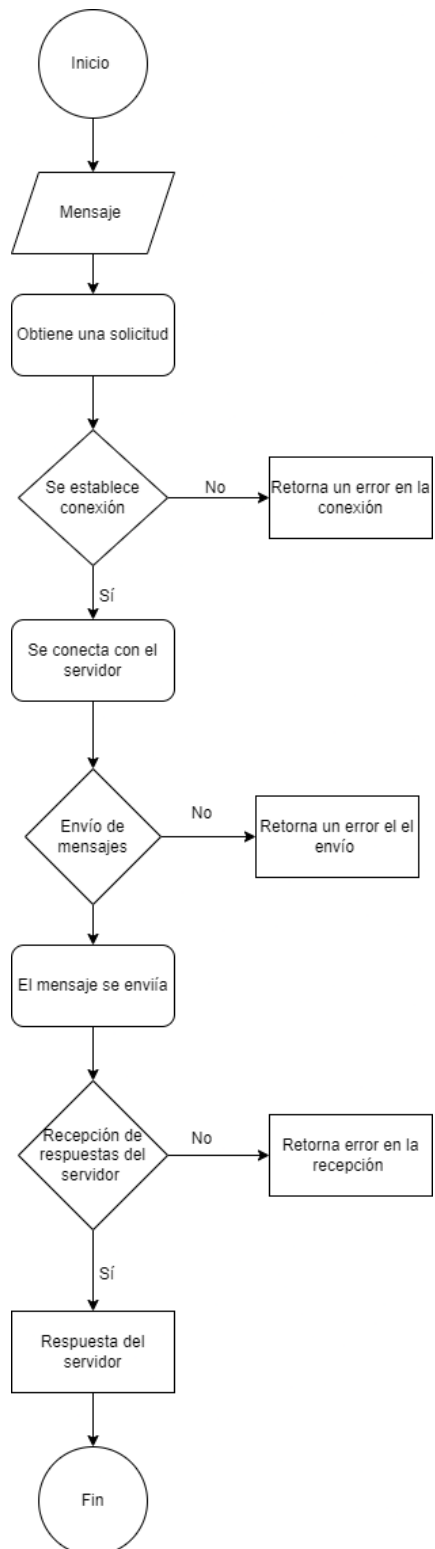 Inicio
Mensaje
Obtiene una solicitud
Se establece
conexión
No
Retorna un error en la
conexión
Sí
Se conecta con el
servidor
Envío de
mensajes
No
Retorna un error el el
envío
El mensaje se enviía
Recepción de
respuestas del
servidor
No
Retorna error en la
recepción
Sí
Respuesta del
servidor
Fin